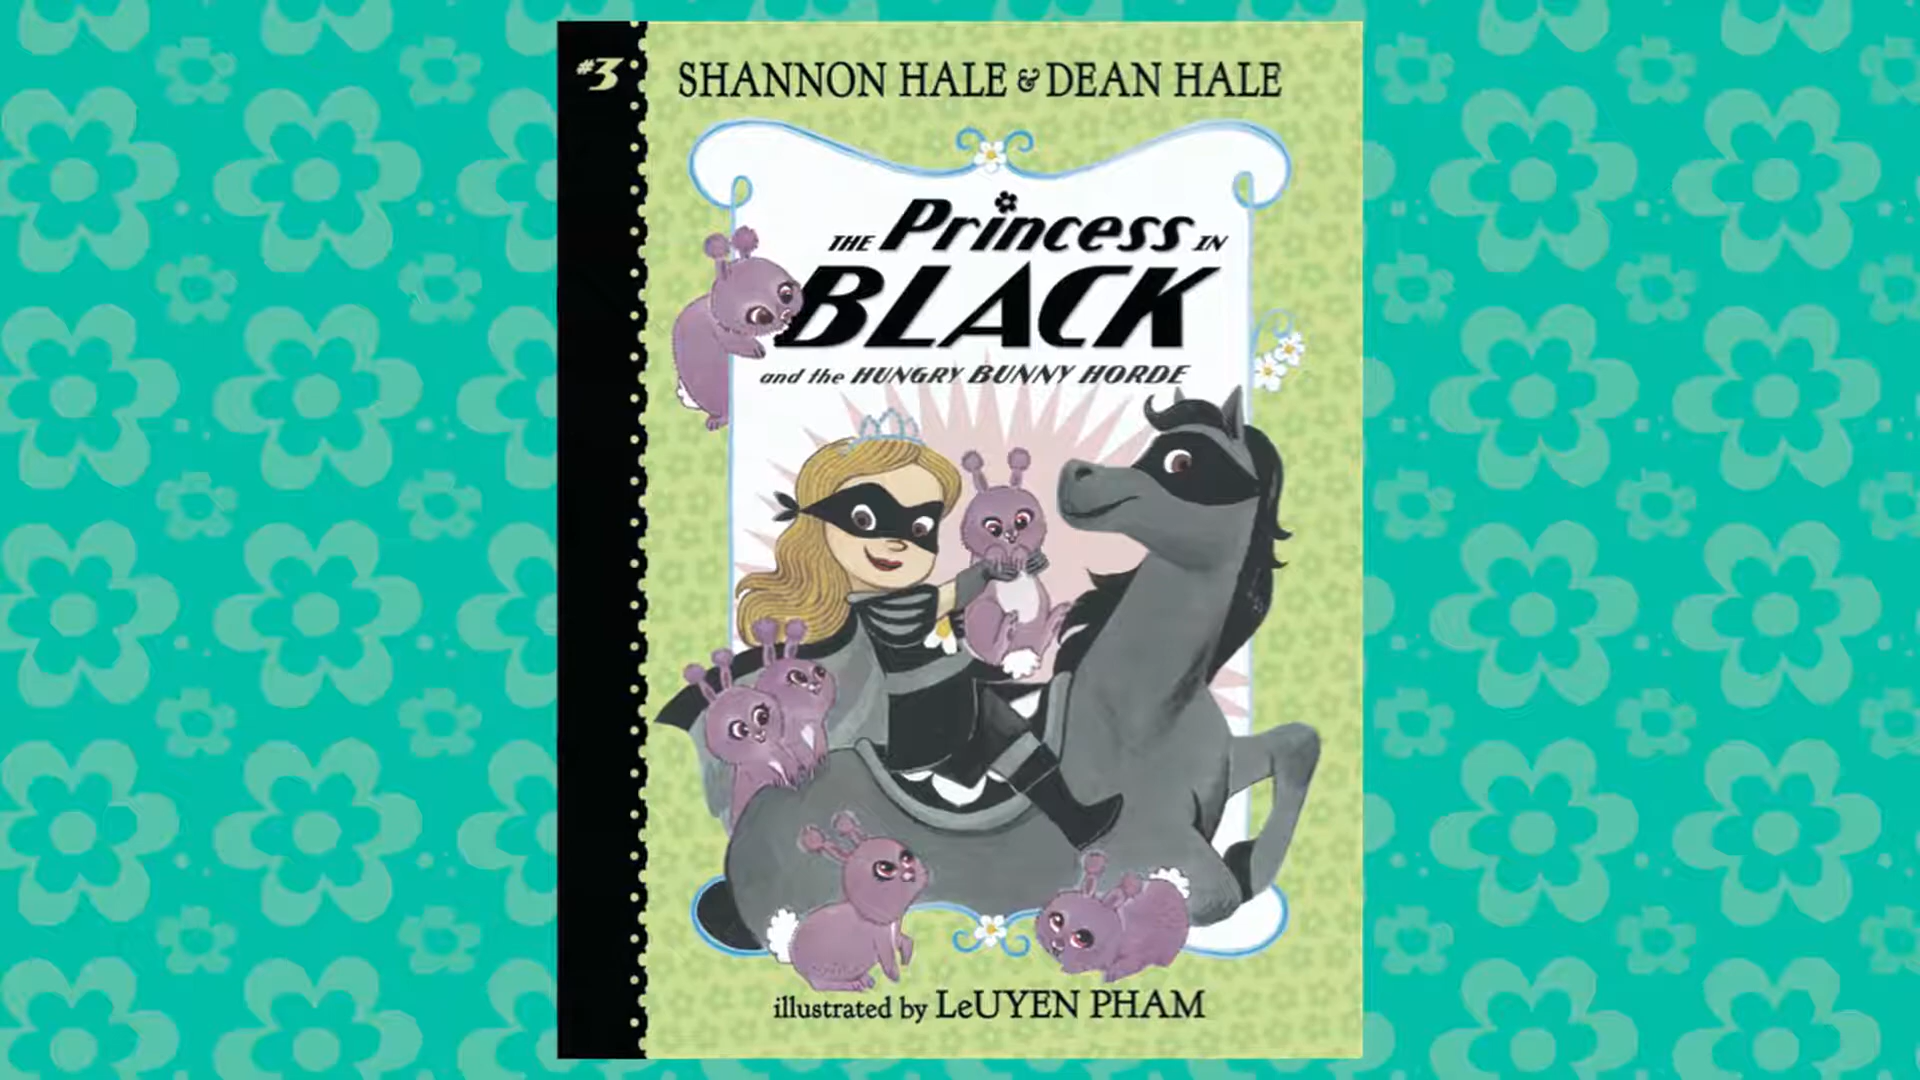 #3
SHANNON HALE & DEAN HALE
THE Princess IN
BLACK
and the HUNGRY BUNNY HORDE
illustrated by LeUYEN PHAM